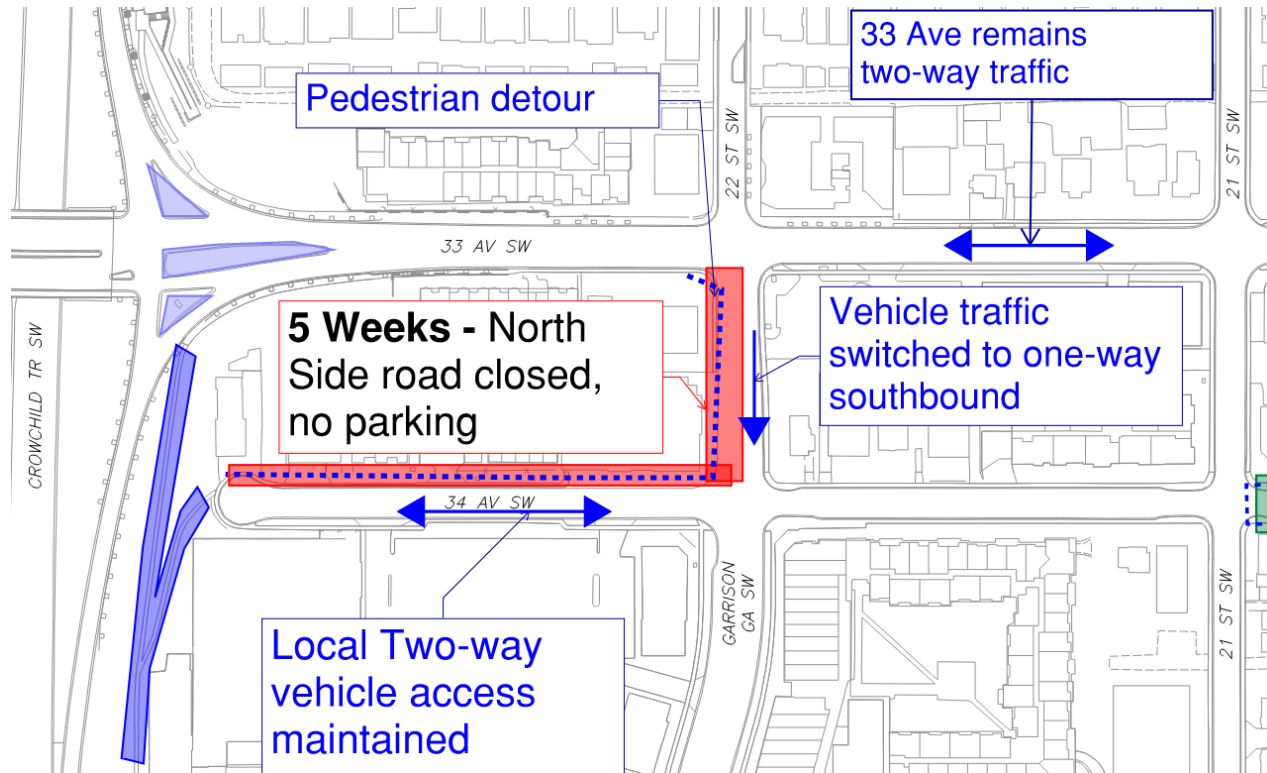 33 Ave remains
two-way traffic
Pedestrian detour
22 ST SW
21 ST SW
33 AV SW
5 Weeks - North
Side road closed,
no parking
Vehicle traffic
switched to one-way
southbound
CROWCHILD TR SW
34 AV SW
GARRISON
GA SW
21 ST SW
Local Two-way
vehicle access
maintained